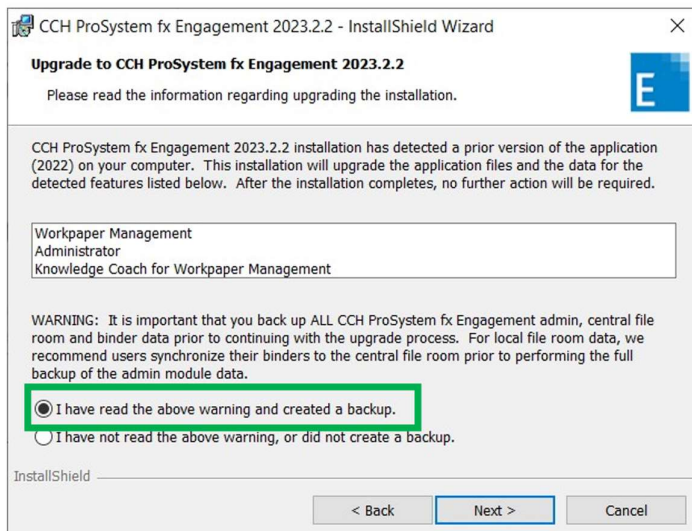 CCH ProSystem fx Engagement 2023.2.2 - InstallShield Wizard
Upgrade to CCH ProSystem fx Engagement 2023.2.2
Please read the information regarding upgrading the installation.
E
CCH ProSystem fx Engagement 2023.2.2 installation has detected a prior version of the application
(2022) on your computer. This installation will upgrade the application files and the data for the
detected features listed below. After the installation completes, no further action will be required.
Workpaper Management
Administrator
Knowledge Coach for Workpaper Management
WARNING: It is important that you back up ALL CCH ProSystem fx Engagement admin, central file
room and binder data prior to continuing with the upgrade process. For local file room data, we
recommend users synchronize their binders to the central file room prior to performing the full
backup of the admin module data.
I have read the above warning and created a backup.
I have not read the above warning, or did not create a backup.
InstallShield
< Back
Next >
Cancel